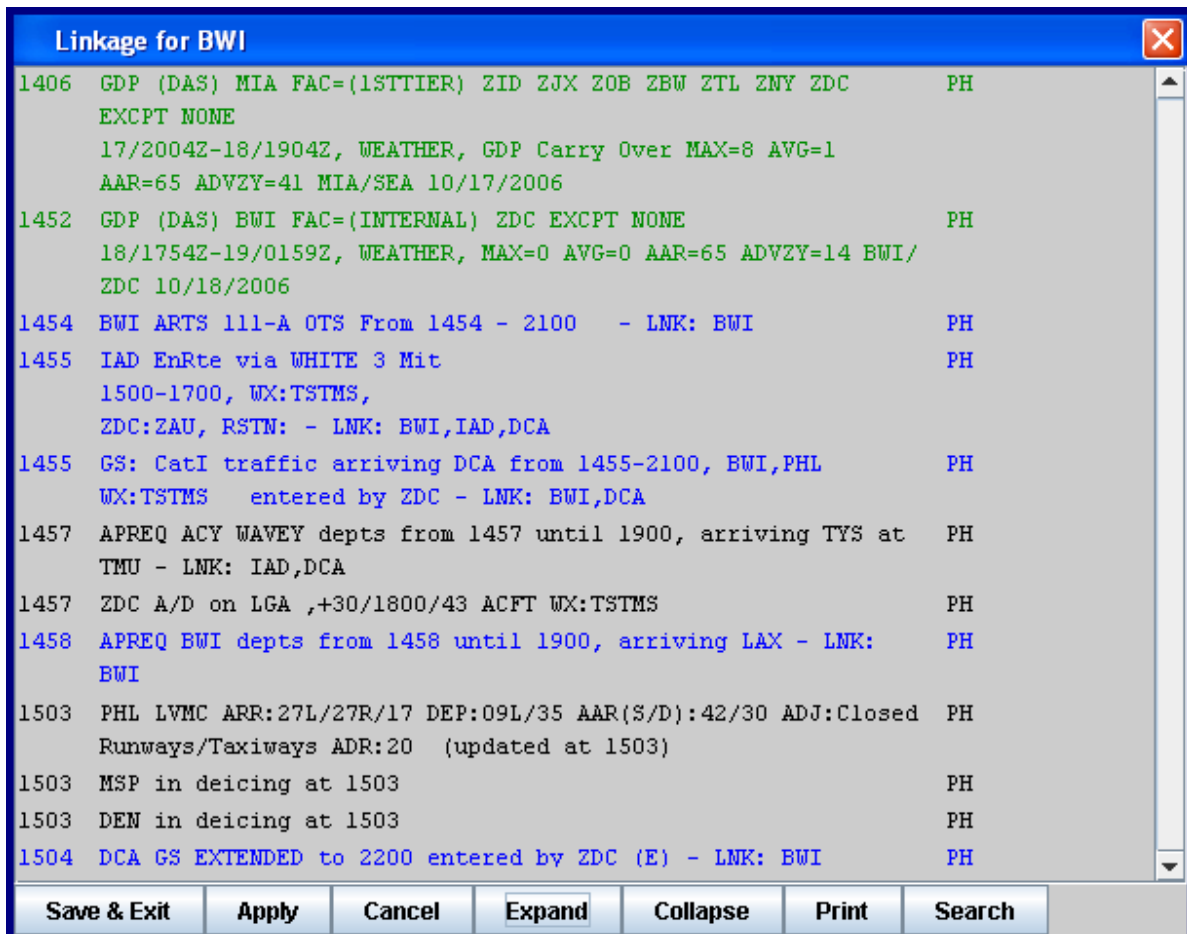 Linkage for BWI
1406 GDP (DAS) MIA FAC=(1STTIER) ZID ZJX ZOB ZBW ZTL ZNY ZDC PH
EXCPT NONE
17/2004Z-18/1904Z, WEATHER, GDP Carry Over MAX=8 AVG=1
AAR=65 ADVZY=41 MIA/SEA 10/17/2006
1452 GDP (DAS) BWI FAC=(INTERNAL) ZDC EXCPT NONE PH
18/1754Z-19/0159Z, WEATHER, MAX=0 AVG=0 AAR=65 ADVZY=14 BWI/
ZDC 10/18/2006
1454 BWI ARTS 111-A OTS From 1454 - 2100 - LNK: BWI PH
1455 IAD EnRte via WHITE 3 Mit PH
1500-1700, WX:TSTMS,
ZDC:ZAU, RSTN: - LNK: BWI,IAD,DCA
1455 GS: CatI traffic arriving DCA from 1455-2100, BWI,PHL PH
WX:TSTMS entered by ZDC - LNK: BWI,DCA
1457 APREQ ACY WAVEY depts from 1457 until 1900, arriving TYS at PH
TMU - LNK: IAD,DCA
1457 ZDC A/D on LGA ,+30/1800/43 ACFT WX:TSTMS PH
1458 APREQ BWI depts from 1458 until 1900, arriving LAX - LNK: PH
BWI
1503 PHL LVMC ARR:27L/27R/17 DEP:09L/35 AAR(S/D):42/30 ADJ:Closed PH
Runways/Taxiways ADR:20 (updated at 1503)
1503 MSP in deicing at 1503 PH
1503 DEN in deicing at 1503 PH
1504 DCA GS EXTENDED to 2200 entered by ZDC (E) - LNK: BWI PH
Save & Exit Apply Cancel Expand Collapse Print Search